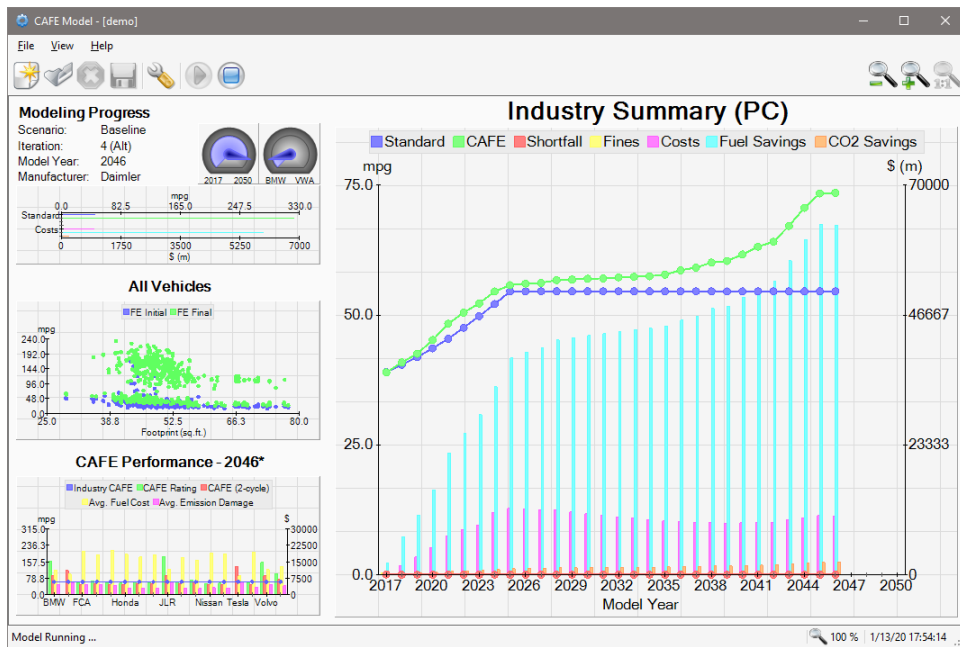 CAFE Model - [demo]
File View Help
Modeling Progress
Scenario: Baseline
Iteration: 4 (Alt)
Model Year: 2046
Manufacturer: Daimler
2017 2050 BMW VWA
mpg
0.0 82.5 165.0 247.5 330.0
Standard
Costs
0 1750 3500 5250 7000
$ (m)
All Vehicles
FE Initial FE Final
mpg
240.0
192.0
144.0
96.0
48.0
0.0
25.0 38.8 52.5 66.3 80.0
Footprint (sq.ft.)
CAFE Performance - 2046*
Industry CAFE CAFE Rating CAFE (2-cycle)
Avg. Fuel Cost Avg. Emission Damage
mpg $
315.0 30000
236.3 22500
157.5 15000
78.8 7500
0.0 0
BMW FCA Honda JLR Nissan Tesla Volvo
Industry Summary (PC)
Standard CAFE Shortfall Fines Costs Fuel Savings CO2 Savings
mpg $ (m)
75.0 70000
50.0 46667
25.0 23333
0.0 0
2017 2020 2023 2026 2029 2032 2035 2038 2041 2044 2047 2050
Model Year
Model Running ...
100 % 1/13/20 17:54:14